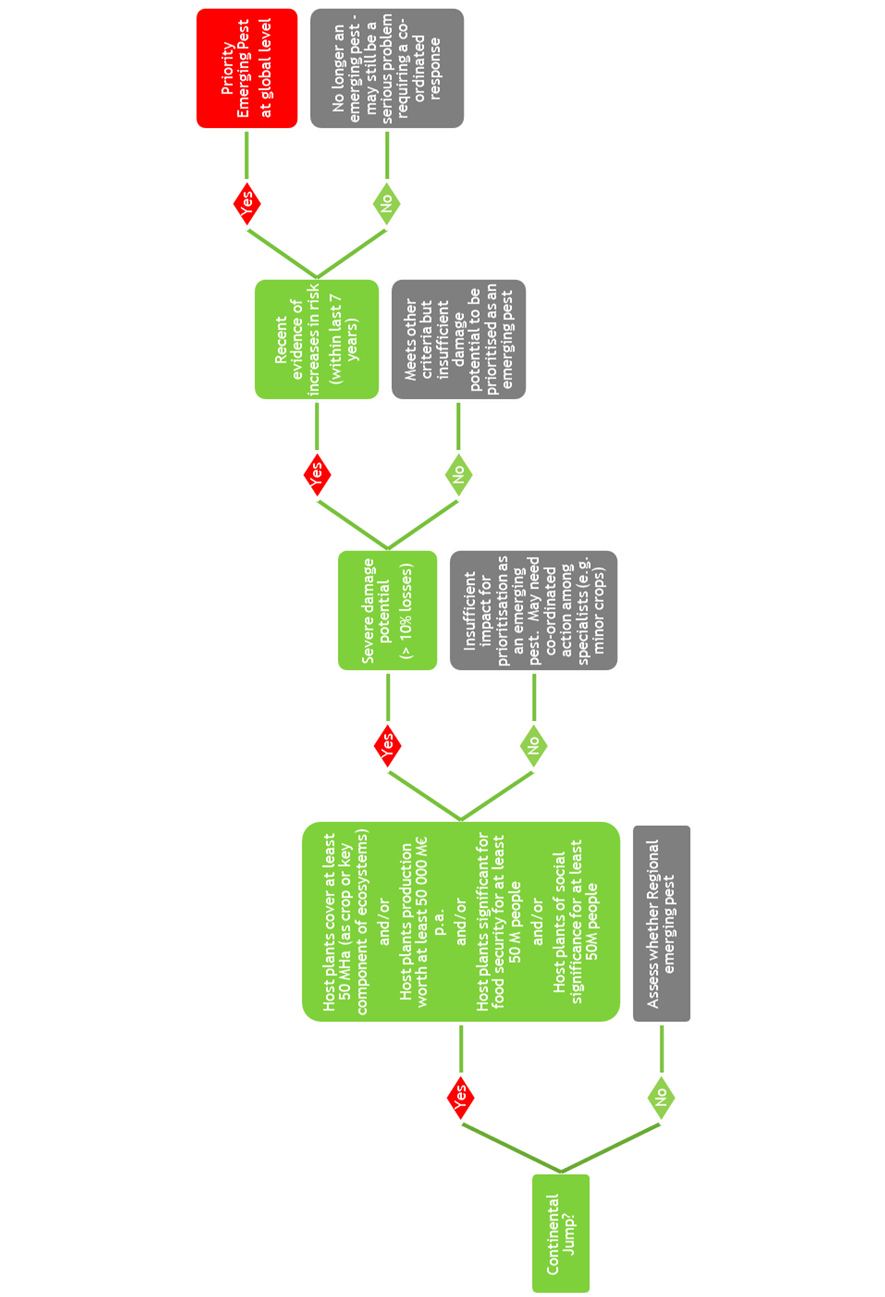 Continental
Jump?
Yes
Host plants cover at least
50 MHa (as crop or key
component of ecosystems)
and/or
Host plants production
worth at least 50 000 M€
p.a.
and/or
Host plants significant for
food security for at least
50 M people
and/or
Host plants of social
significance for at least
50M people
No
Assess whether Regional
emerging pest
Yes
Severe damage
potential
(> 10% losses)
No
Insufficient
impact for
prioritisation as
an emerging
pest. May need
co-ordinated
action among
specialists (e.g.
minor crops)
Yes
Recent
evidence of
increases in risk
(within last 7
years)
No
Meets other
criteria but
insufficient
damage
potential to be
prioritised as an
emerging pest
Yes
Priority
Emerging Pest
at global level
No
No longer an
emerging pest -
may still be a
serious problem
requiring a co-
ordinated
response